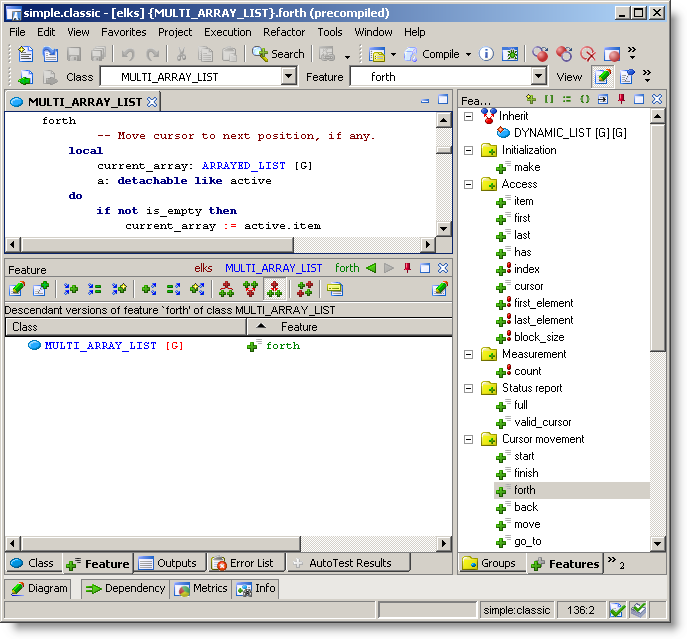 simple.classic - [elks] {MULTI_ARRAY_LIST}.forth (precompiled)
File Edit View Favorites Project Execution Refactor Tools Window Help
Search Compile
Class MULTI_ARRAY_LIST Feature forth View
MULTI_ARRAY_LIST
forth
-- Move cursor to next position, if any.
local
current_array: ARRAYED_LIST [G]
a: detachable like active
do
if not is_empty then
current_array := active.item
Feature elks MULTI_ARRAY_LIST forth
Descendant versions of feature `forth' of class MULTI_ARRAY_LIST
Class Feature
MULTI_ARRAY_LIST [G] forth
Class Feature Outputs Error List AutoTest Results
Fea...
Inherit
DYNAMIC_LIST [G] [G]
Initialization
make
Access
item
first
last
has
index
cursor
first_element
last_element
block_size
Measurement
count
Status report
full
valid_cursor
Cursor movement
start
finish
forth
back
move
go_to
Groups Features » 2
Diagram Dependency Metrics Info
simple:classic 136:2